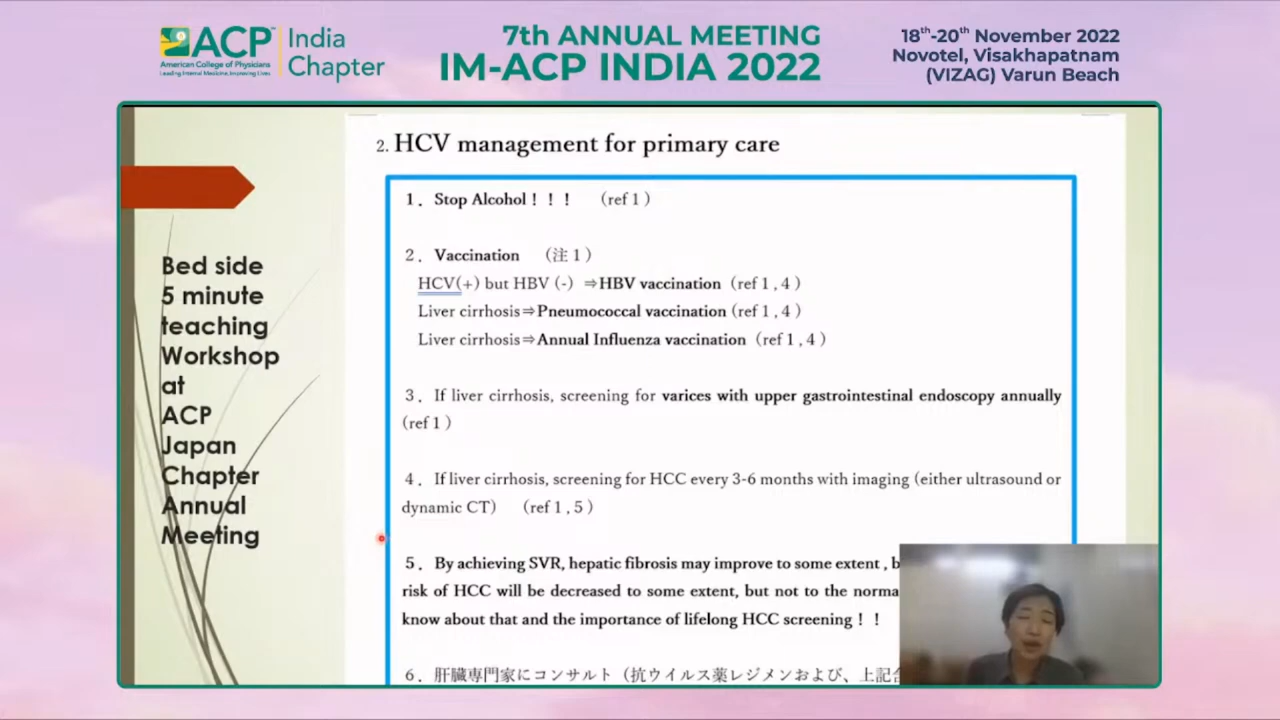 ACP
American College of Physicians
Leading Internal Medicine, Improving Lives
India
Chapter
7th ANNUAL MEETING
IM-ACP INDIA 2022
18th-20th November 2022
Novotel, Visakhapatnam
(VIZAG) Varun Beach
Bed side
5 minute
teaching
Workshop
at
ACP
Japan
Chapter
Annual
Meeting
2. HCV management for primary care
1．Stop Alcohol！！！ （ref 1）
2．Vaccination （注１）
HCV(+) but HBV (-) ⇒HBV vaccination（ref 1 , 4）
Liver cirrhosis⇒Pneumococcal vaccination（ref 1 , 4）
Liver cirrhosis⇒Annual Influenza vaccination （ref 1 , 4）
3．If liver cirrhosis, screening for varices with upper gastrointestinal endoscopy annually
（ref 1）
4．If liver cirrhosis, screening for HCC every 3-6 months with imaging (either ultrasound or
dynamic CT) （ref 1 , 5）
5．By achieving SVR, hepatic fibrosis may improve to some extent ,
risk of HCC will be decreased to some extent, but not to the
know about that and the importance of lifelong HCC screening！！
6．肝臓専門家にコンサルト（抗ウイルス薬レジメンおよび、上記